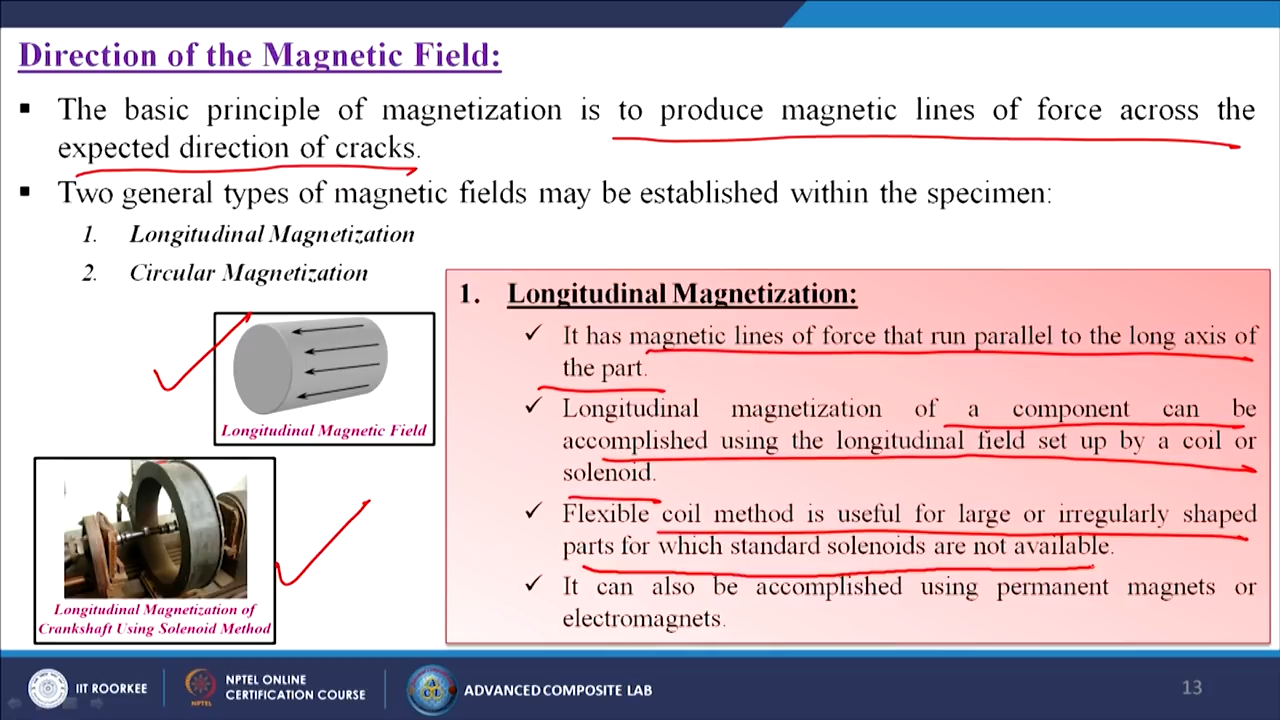 Direction of the Magnetic Field:
▪ The basic principle of magnetization is to produce magnetic lines of force across the
expected direction of cracks.
▪ Two general types of magnetic fields may be established within the specimen:
1. Longitudinal Magnetization
2. Circular Magnetization
Longitudinal Magnetic Field
Longitudinal Magnetization of
Crankshaft Using Solenoid Method
1. Longitudinal Magnetization:
✓ It has magnetic lines of force that run parallel to the long axis of
the part.
✓ Longitudinal magnetization of a component can be
accomplished using the longitudinal field set up by a coil or
solenoid.
✓ Flexible coil method is useful for large or irregularly shaped
parts for which standard solenoids are not available.
✓ It can also be accomplished using permanent magnets or
electromagnets.
IIT ROORKEE
NPTEL
NPTEL ONLINE
CERTIFICATION COURSE
ADVANCED COMPOSITE LAB
13